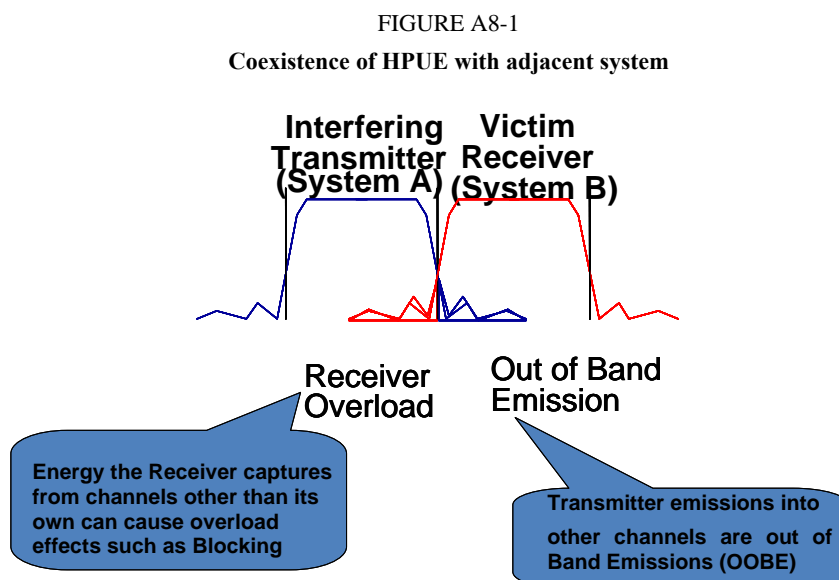 FIGURE A8-1
Coexistence of HPUE with adjacent system
Interfering
Transmitter
(System A)
Victim
Receiver
(System B)
Receiver
Overload
Out of Band
Emission
Energy the Receiver captures
from channels other than its
own can cause overload
effects such as Blocking
Transmitter emissions into
other channels are out of
Band Emissions (OOBE)